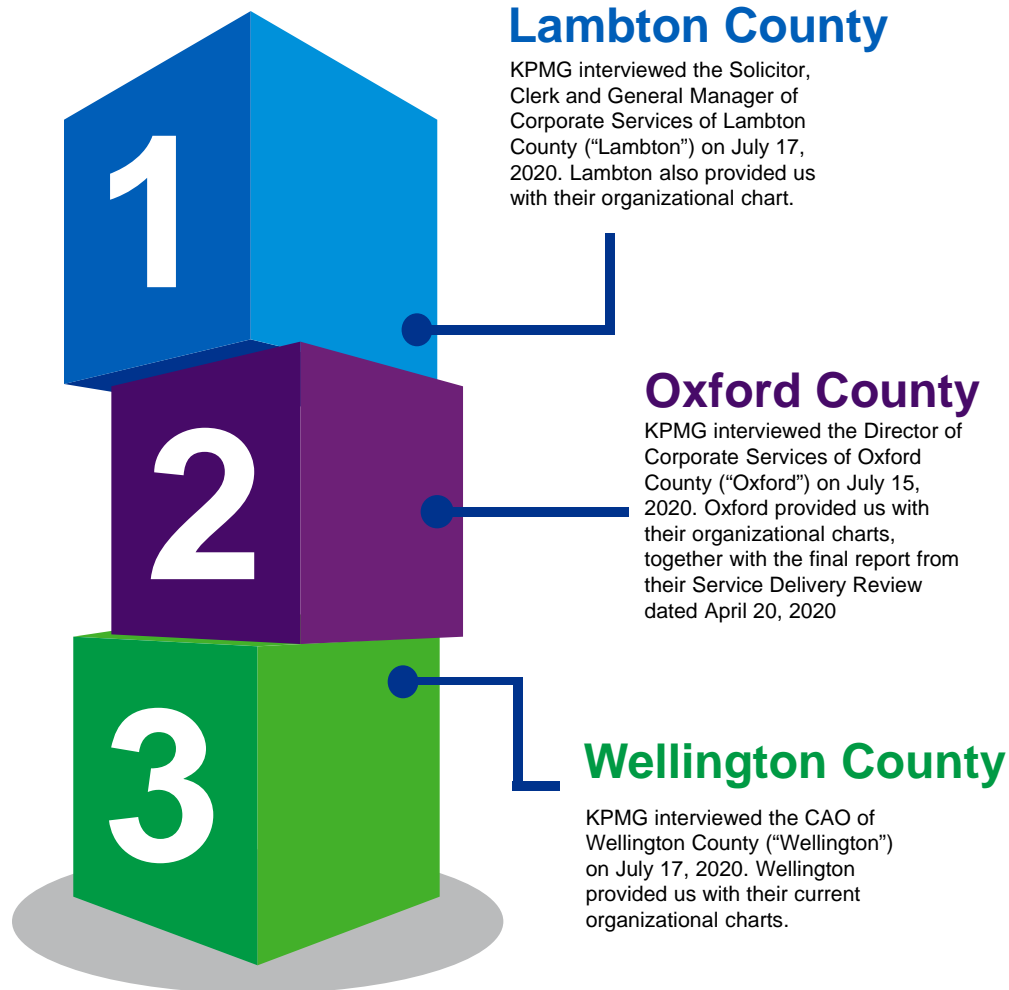 1
Lambton County
KPMG interviewed the Solicitor,
Clerk and General Manager of
Corporate Services of Lambton
County (“Lambton”) on July 17,
2020. Lambton also provided us
with their organizational chart.
2
Oxford County
KPMG interviewed the Director of
Corporate Services of Oxford
County (“Oxford”) on July 15,
2020. Oxford provided us with
their organizational charts,
together with the final report from
their Service Delivery Review
dated April 20, 2020
3
Wellington County
KPMG interviewed the CAO of
Wellington County (“Wellington”)
on July 17, 2020. Wellington
provided us with their current
organizational charts.